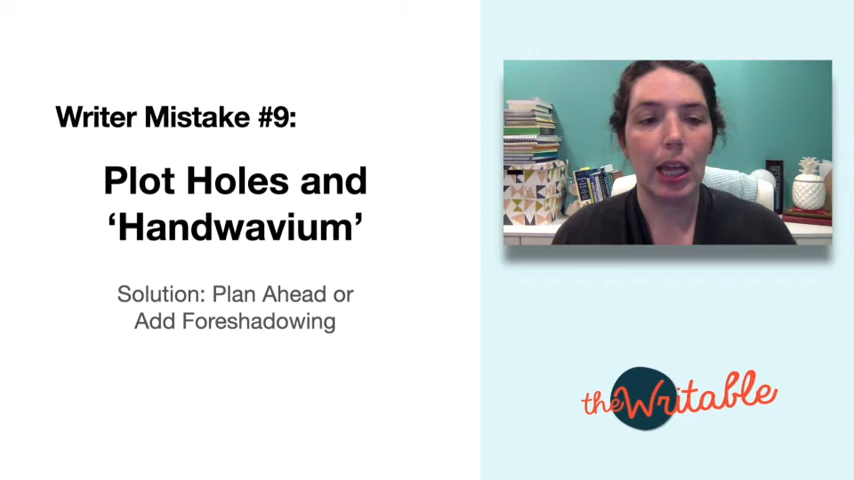 Writer Mistake #9:
Plot Holes and
‘Handwavium’
Solution: Plan Ahead or
Add Foreshadowing
theWritable